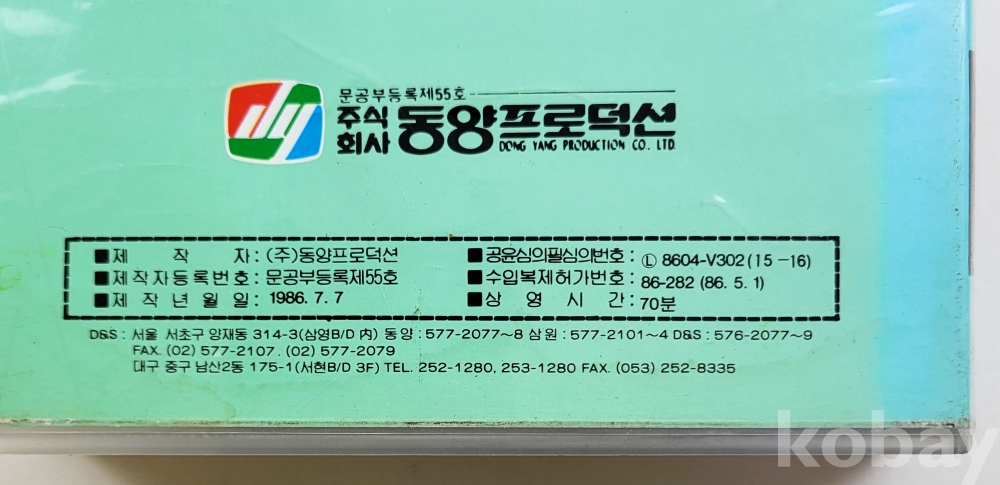 문공부등록제55호
주식회사 동양프로덕션
DONG YANG PRODUCTION CO., LTD.
■제 작 자 : (주)동양프로덕션
■공윤심의필심의번호 : Ⓛ 8604-V302 (15-16)
■제작자등록번호 : 문공부등록제55호
■수입복제허가번호 : 86-282 (86. 5. 1)
■제 작 년 월 일 : 1986. 7. 7
■상 영 시 간 : 70분
D&S : 서울 서초구 양재동 314-3(삼영B/D 内) 동양 : 577-2077~8 삼원 : 577-2101~4 D&S : 576-2077~9
FAX. (02) 577-2107. (02) 577-2079
대구 중구 남산2동 175-1(서현B/D 3F) TEL. 252-1280, 253-1280 FAX. (053) 252-8335
kobay